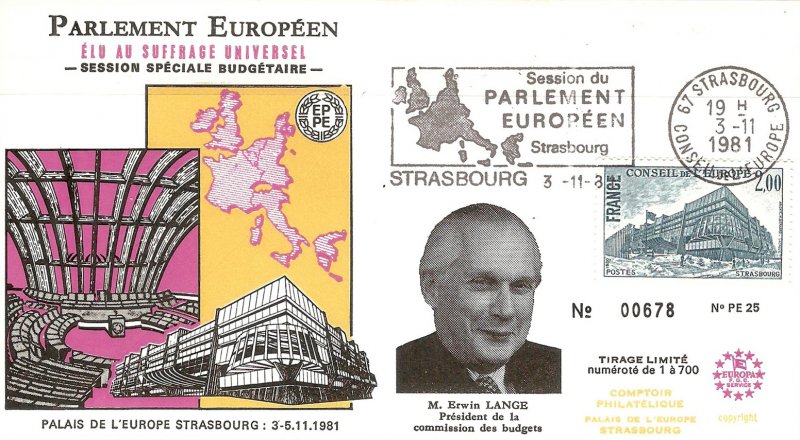 PARLEMENT EUROPÉEN
ÉLU AU SUFFRAGE UNIVERSEL
— SESSION SPÉCIALE BUDGÉTAIRE —
EP
PE
Session du
PARLEMENT
EUROPÉEN
Strasbourg
STRASBOURG 3 -11-8
67 STRASBOURG
19 H
3 -11
1981
CONSEIL DE L'EUROPE
FRANCE
CONSEIL DE L'EUROPE 2,00
POSTES STRASBOURG
No 00678 No PE 25
TIRAGE LIMITÉ
numéroté de 1 à 700
EUROPA
F.D.C
SERVICE
COMPTOIR
PHILATÉLIQUE
PALAIS DE L'EUROPE
STRASBOURG
copyright
M. Erwin LANGE
Président de la
commission des budgets
PALAIS DE L'EUROPE STRASBOURG : 3-5.11.1981